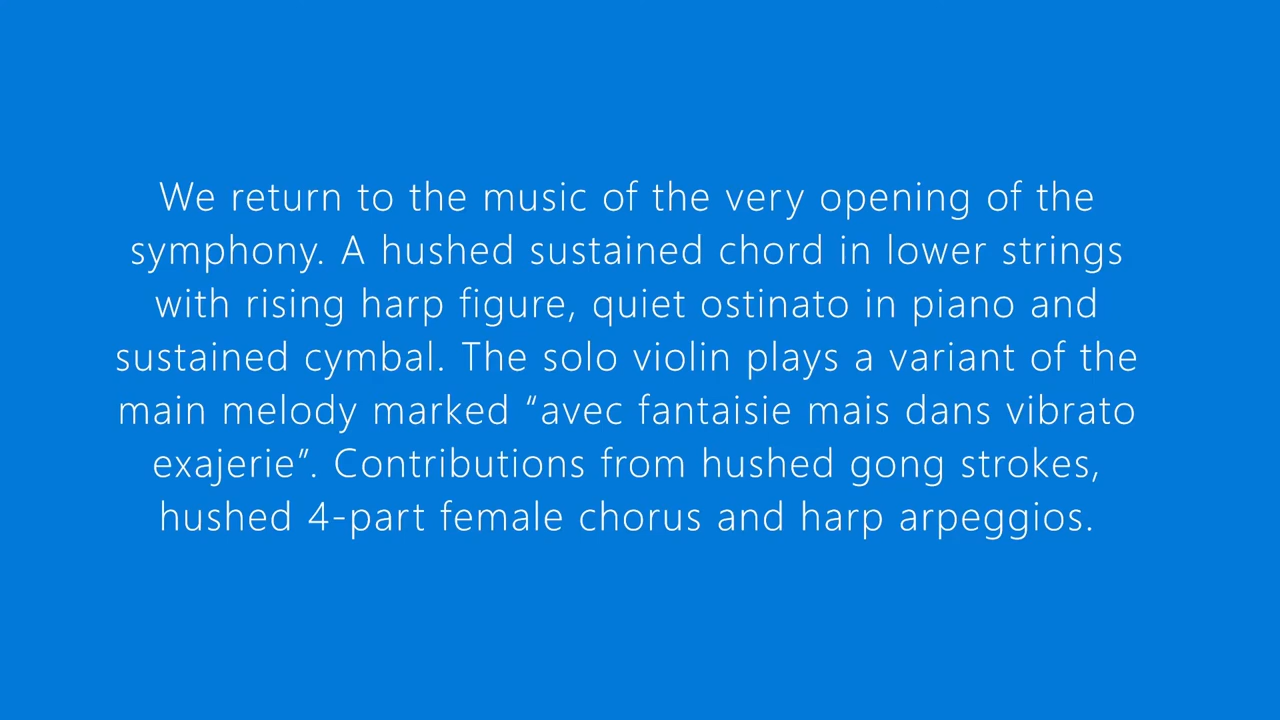 We return to the music of the very opening of the
symphony. A hushed sustained chord in lower strings
with rising harp figure, quiet ostinato in piano and
sustained cymbal. The solo violin plays a variant of the
main melody marked “avec fantaisie mais dans vibrato
exajerie”. Contributions from hushed gong strokes,
hushed 4-part female chorus and harp arpeggios.